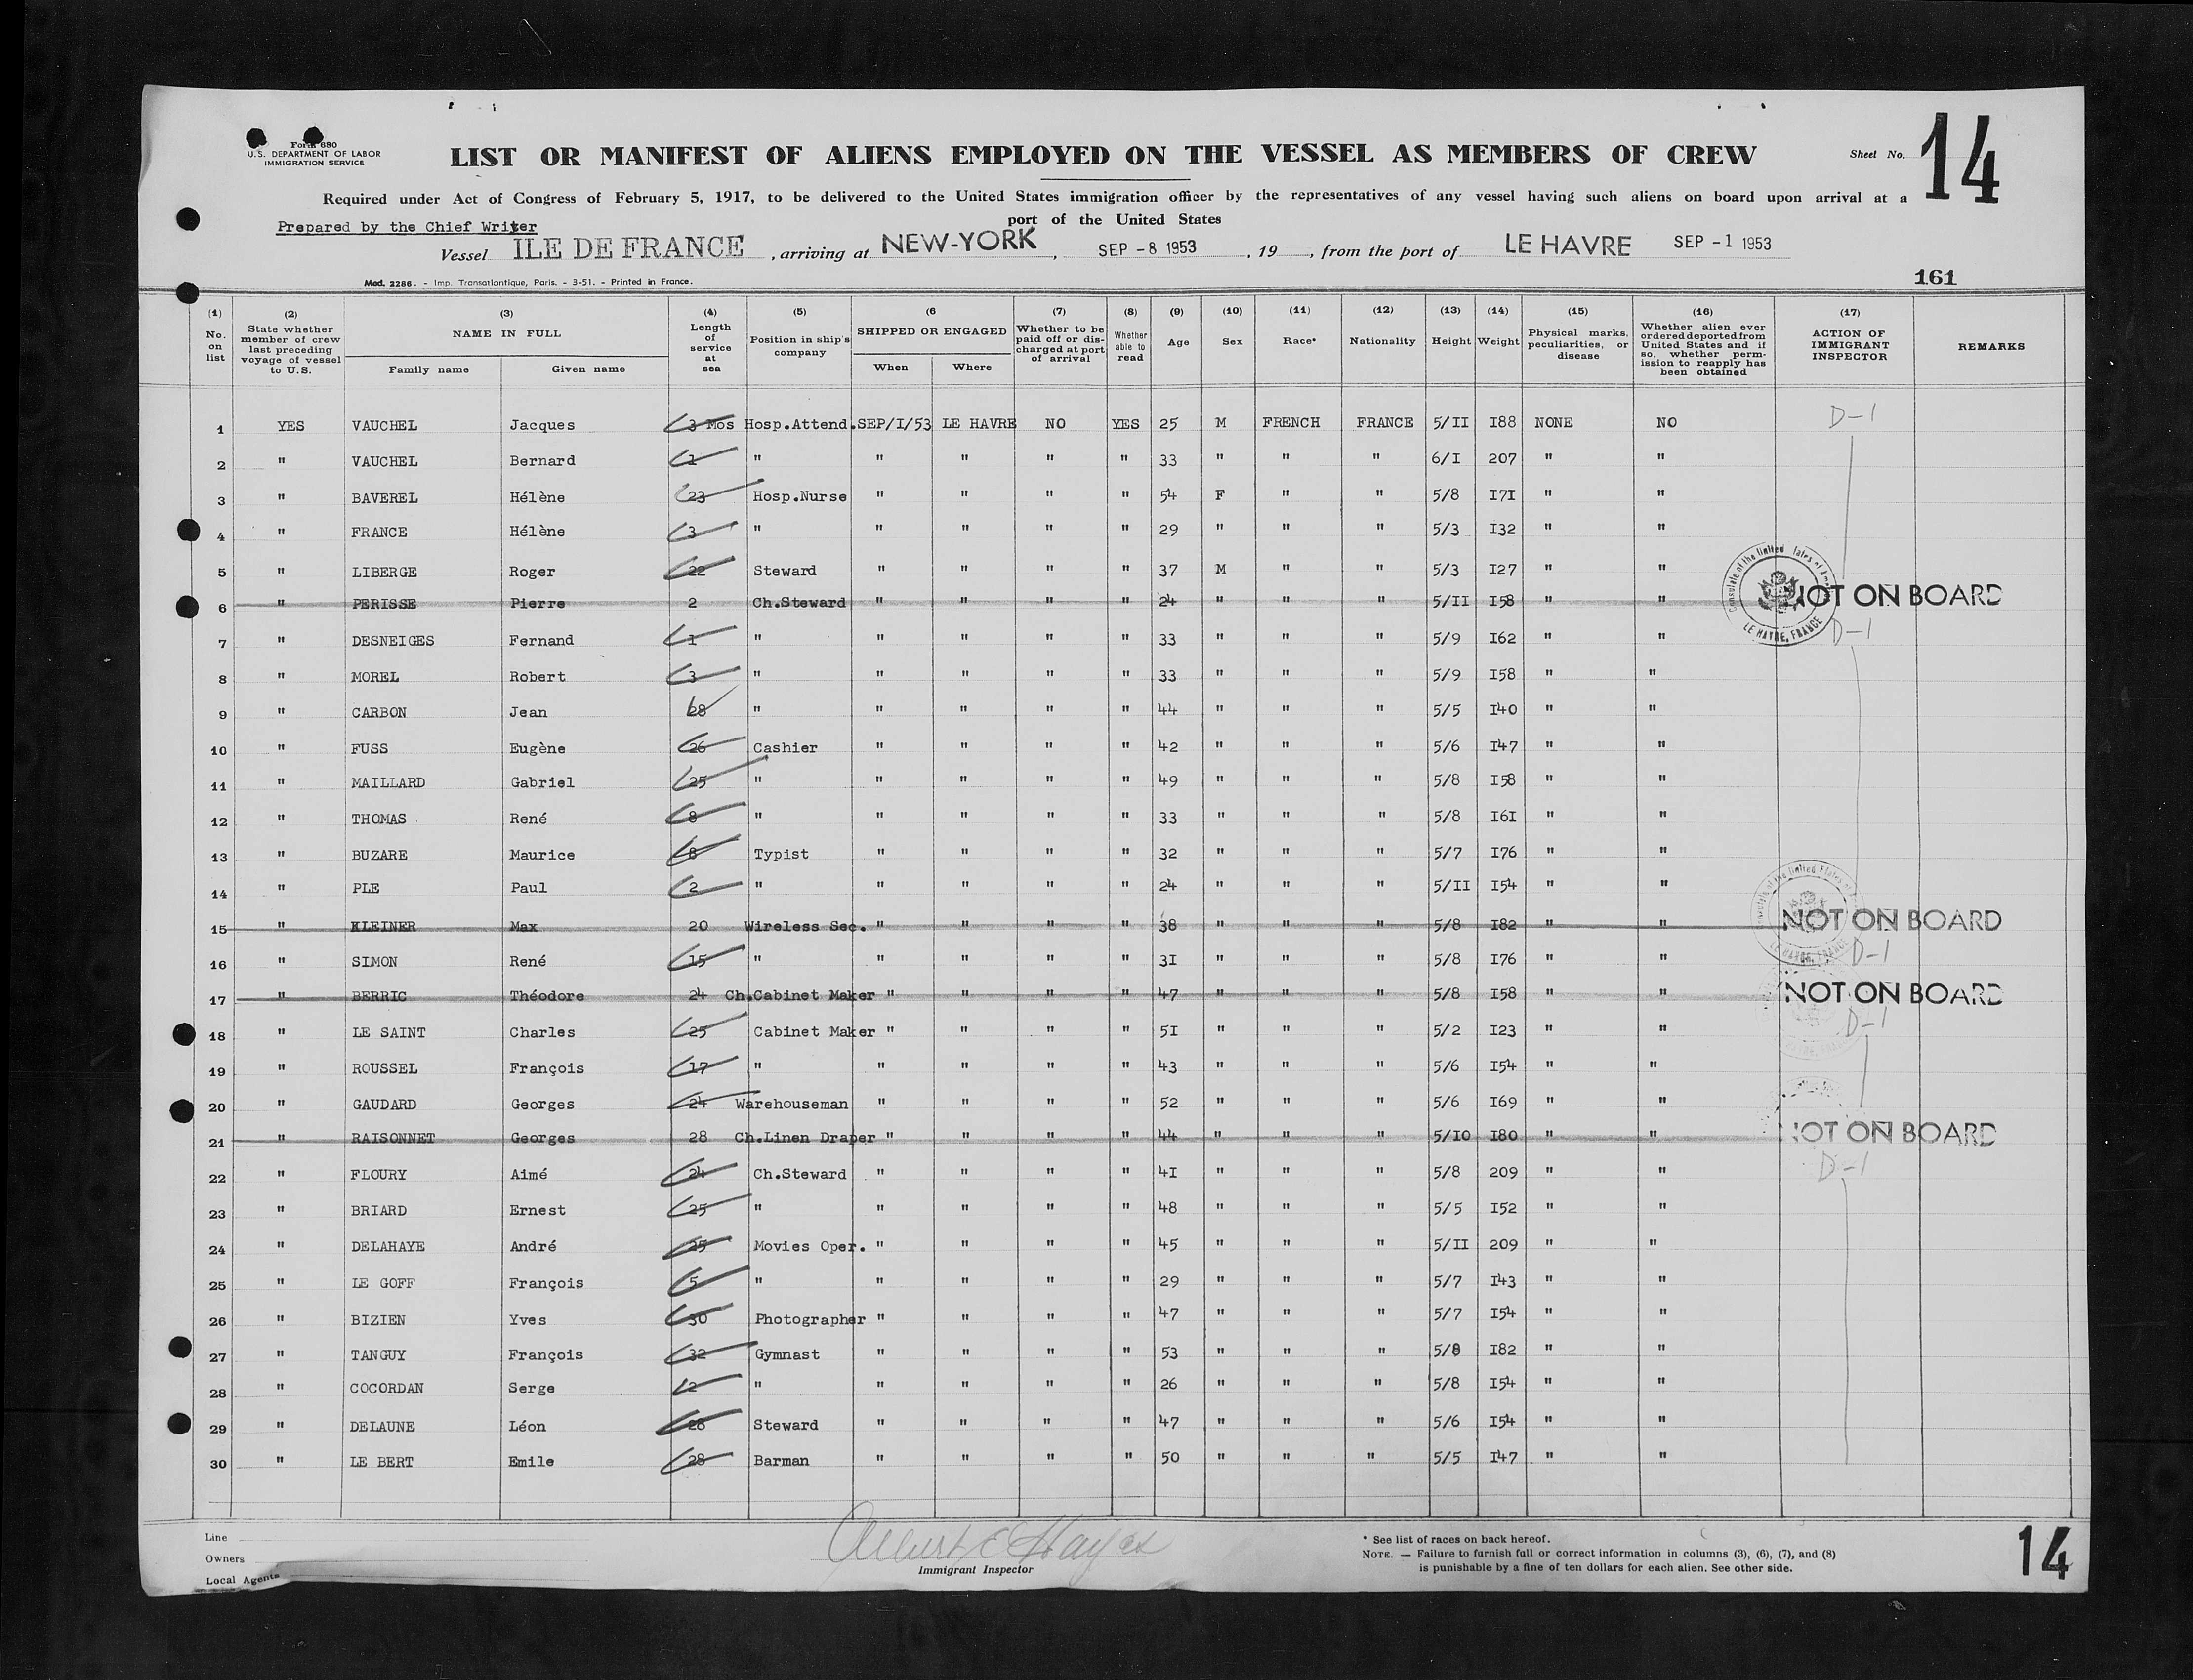 Form 680
U.S. DEPARTMENT OF LABOR
IMMIGRATION SERVICE
LIST OR MANIFEST OF ALIENS EMPLOYED ON THE VESSEL AS MEMBERS OF CREW
Sheet No. 14
Required under Act of Congress of February 5, 1917, to be delivered to the United States immigration officer by the representatives of any vessel having such aliens on board upon arrival at a
port of the United States
Prepared by the Chief Writer
Vessel ILE DE FRANCE , arriving at NEW-YORK , SEP -8 1953 , 19 , from the port of LE HAVRE SEP -1 1953
Mod. 2286. - Imp. Transatlantique, Paris. - 3-51. - Printed in France.
161
(1) No. on list (2) State whether member of crew last preceding voyage of vessel to U.S. (3) NAME IN FULL Family name Given name (4) Length of service at sea (5) Position in ship's company (6 SHIPPED OR ENGAGED When Where (7) Whether to be paid off or discharged at port of arrival (8) Whether able to read (9) Age (10) Sex (11) Race* (12) Nationality (13) Height (14) Weight (15) Physical marks, peculiarities, or disease (16) Whether alien ever ordered deported from United States and if so, whether permission to reapply has been obtained (17) ACTION OF IMMIGRANT INSPECTOR REMARKS
1 YES VAUCHEL Jacques 3 Mos Hosp.Attend. SEP/I/53 LE HAVRE NO YES 25 M FRENCH FRANCE 5/II I88 NONE NO D-1
2 " VAUCHEL Bernard 1 " " " " " 33 " " " 6/I 207 " "
3 " BAVEREL Hélène 23 Hosp.Nurse " " " " 54 F " " 5/8 I7I " "
4 " FRANCE Hélène 3 " " " " " 29 " " " 5/3 I32 " "
5 " LIBERGE Roger 22 Steward " " " " 37 M " " 5/3 I27 " "
6 " PERISSE Pierre 2 Ch.Steward " " " " 24 " " " 5/II I58 " " NOT ON BOARD
7 " DESNEIGES Fernand 1 " " " " " 33 " " " 5/9 I62 " " D-1
8 " MOREL Robert 3 " " " " " 33 " " " 5/9 I58 " "
9 " CARBON Jean 28 " " " " " 44 " " " 5/5 I40 " "
10 " FUSS Eugène 26 Cashier " " " " 42 " " " 5/6 I47 " "
11 " MAILLARD Gabriel 25 " " " " " 49 " " " 5/8 I58 " "
12 " THOMAS René 8 " " " " " 33 " " " 5/8 I6I " "
13 " BUZARE Maurice 8 Typist " " " " 32 " " " 5/7 I76 " "
14 " PLE Paul 2 " " " " " 24 " " " 5/II I54 " "
15 " KLEINER Max 20 Wireless Sec. " " " " 38 " " " 5/8 I82 " " NOT ON BOARD
16 " SIMON René 15 " " " " " 3I " " " 5/8 I76 " " D-1
17 " BERRIC Théodore 24 Ch.Cabinet Maker " " " " 47 " " " 5/8 I58 " " NOT ON BOARD
18 " LE SAINT Charles 25 Cabinet Maker " " " " 5I " " " 5/2 I23 " " D-1
19 " ROUSSEL François 17 " " " " " 43 " " " 5/6 I54 " "
20 " GAUDARD Georges 24 Warehouseman " " " " 52 " " " 5/6 I69 " "
21 " RAISONNET Georges 28 Ch.Linen Draper " " " " 44 " " " 5/IO I80 " " NOT ON BOARD
22 " FLOURY Aimé 24 Ch.Steward " " " " 4I " " " 5/8 209 " " D-1
23 " BRIARD Ernest 25 " " " " " 48 " " " 5/5 I52 " "
24 " DELAHAYE André 25 Movies Oper. " " " " 45 " " " 5/II 209 " "
25 " LE GOFF François 5 " " " " " 29 " " " 5/7 I43 " "
26 " BIZIEN Yves 30 Photographer " " " " 47 " " " 5/7 I54 " "
27 " TANGUY François 32 Gymnast " " " " 53 " " " 5/8 I82 " "
28 " COCORDAN Serge 2 " " " " " 26 " " " 5/8 I54 " "
29 " DELAUNE Léon 28 Steward " " " " 47 " " " 5/6 I54 " "
30 " LE BERT Emile 28 Barman " " " " 50 " " " 5/5 I47 " "
Consulate of the United States of
LE HAVRE, FRANCE
Line
Owners
Local Agents
Albert E Hayes
Immigrant Inspector
* See list of races on back hereof.
NOTE. — Failure to furnish full or correct information in columns (3), (6), (7), and (8)
is punishable by a fine of ten dollars for each alien. See other side.
14